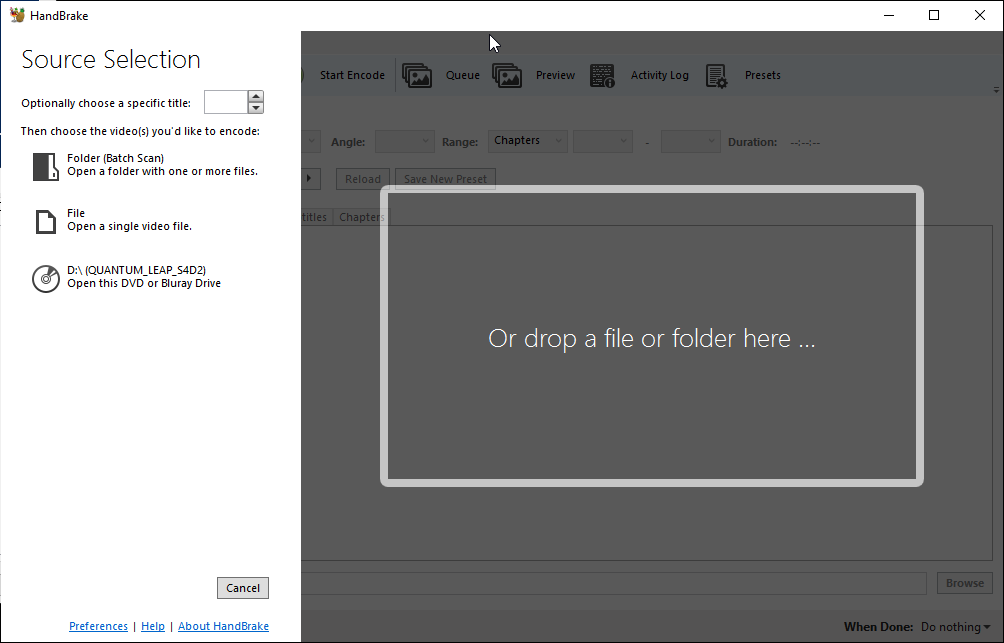 HandBrake
Source Selection
Optionally choose a specific title:
Then choose the video(s) you'd like to encode:
Folder (Batch Scan)
Open a folder with one or more files.
File
Open a single video file.
D:\ (QUANTUM_LEAP_S4D2)
Open this DVD or Bluray Drive
Cancel
Preferences | Help | About HandBrake
Start Encode Queue Preview Activity Log Presets
Angle: Range: Chapters - Duration: --:--:--
Reload Save New Preset
titles Chapters
Or drop a file or folder here ...
Browse
When Done: Do nothing